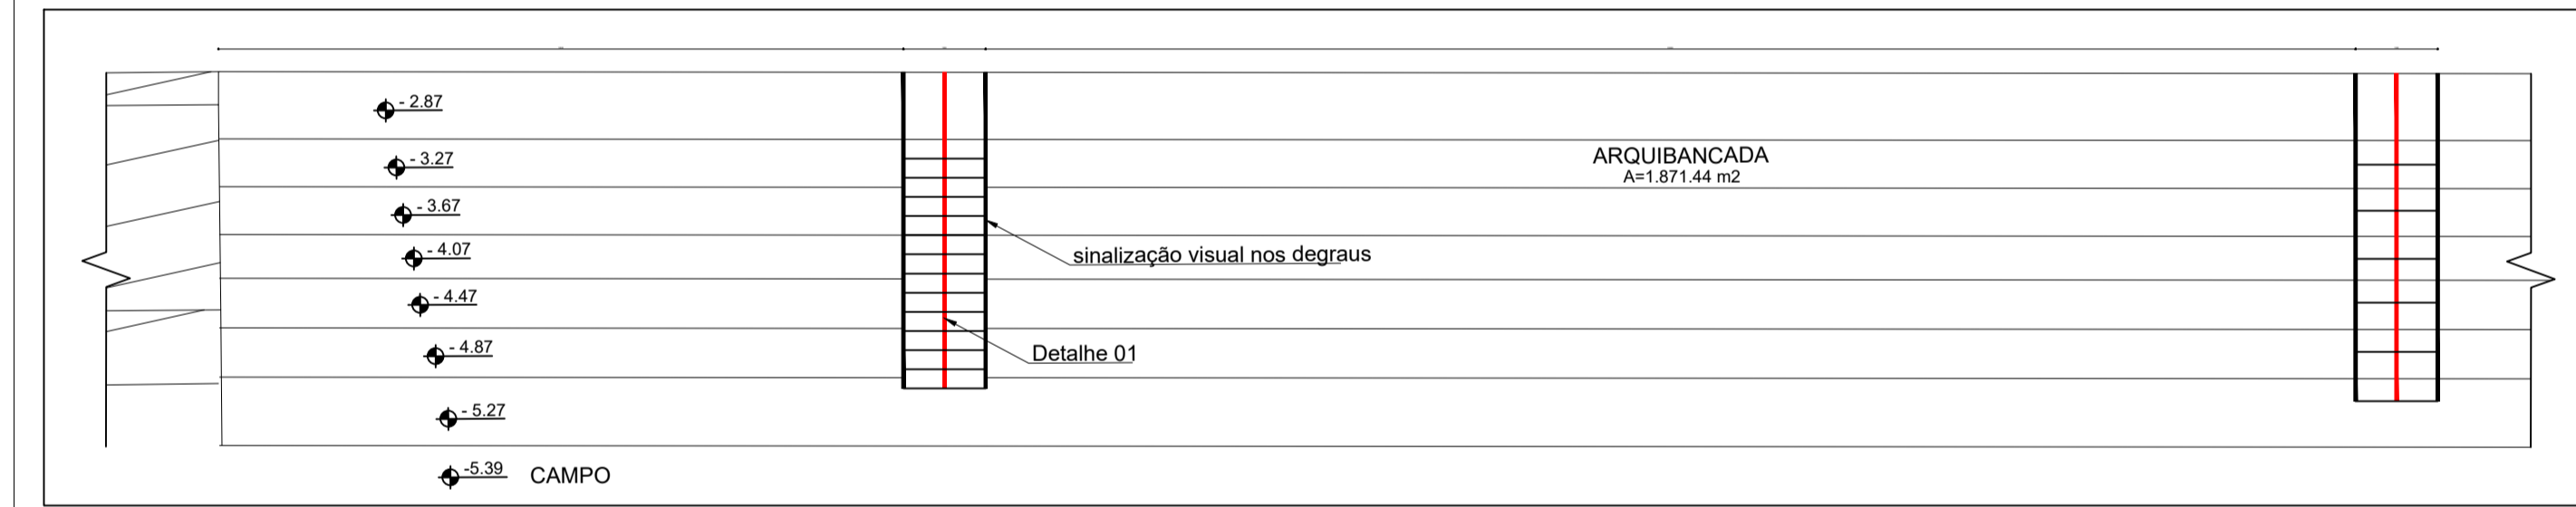 - 2.87
- 3.27
ARQUIBANCADA
A=1.871.44 m2
- 3.67
- 4.07
sinalização visual nos degraus
- 4.47
- 4.87
Detalhe 01
- 5.27
-5.39 CAMPO